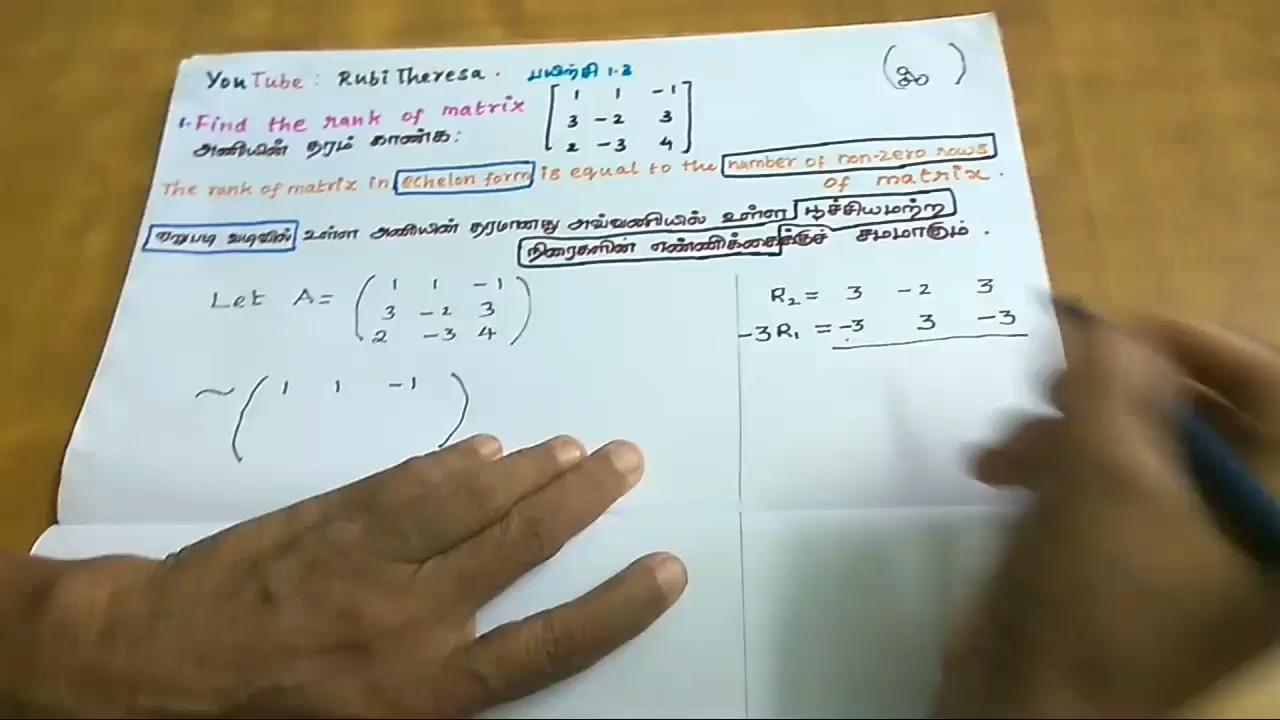 YouTube : Rubi Theresa. பயிற்சி 1.3
1. Find the rank of matrix
அணியின் தரம் காண்க:
[ 1 1 -1
3 -2 3
2 -3 4 ]
The rank of matrix in echelon form is equal to the number of non-zero rows
of matrix.
ஏறுபடி வடிவில் உள்ள அணியின் தரமானது அவ்வணியில் உள்ள பூச்சியமற்ற
நிரைகளின் எண்ணிக்கைக்குச் சமமாகும்.
Let A = ( 1 1 -1
3 -2 3
2 -3 4 )
~ ( 1 1 -1 )
R₂ = 3 -2 3
-3R₁ = -3 3 -3